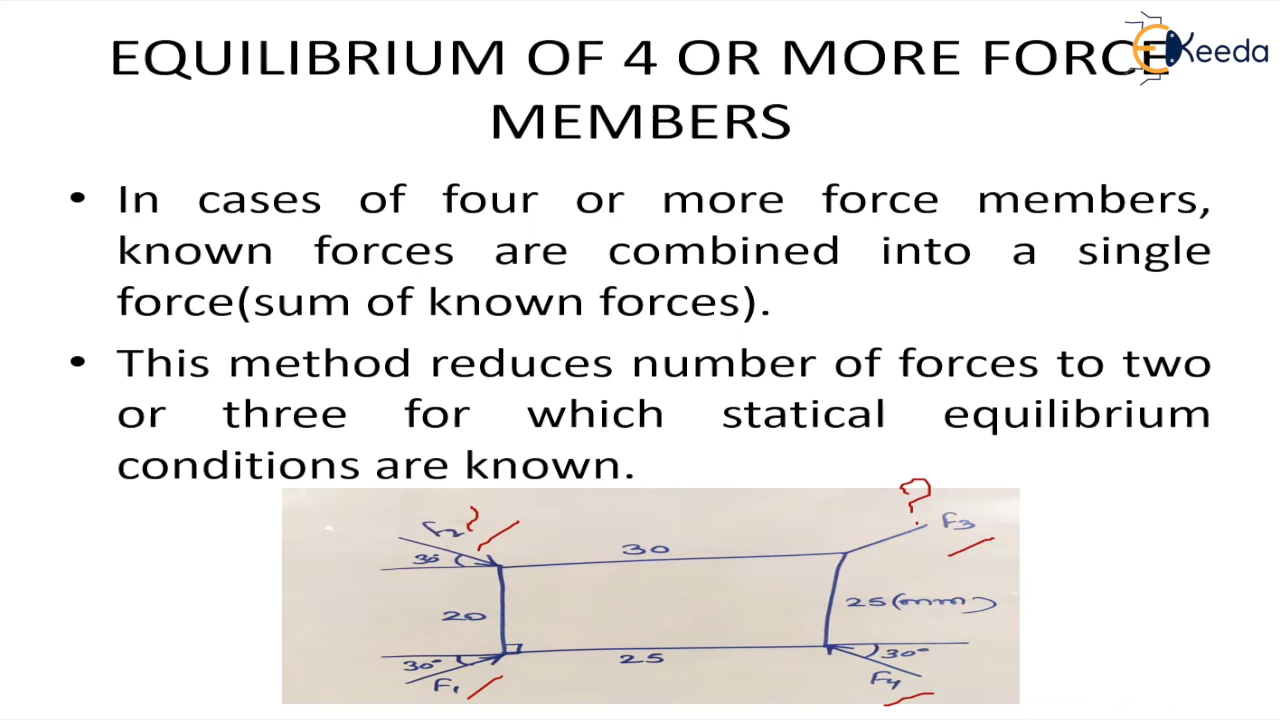 EQUILIBRIUM OF 4 OR MORE FORCE
MEMBERS
EKeeda
• In cases of four or more force members,
known forces are combined into a single
force(sum of known forces).
• This method reduces number of forces to two
or three for which statical equilibrium
conditions are known.
F2 ?
?
F3
30
30
20
25(mm)
30°
25
30°
F1
F4